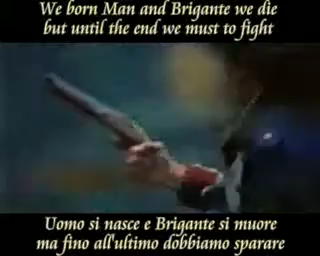 We born Man and Brigante we die
but until the end we must to fight
Uomo si nasce e Brigante si muore
ma fino all'ultimo dobbiamo sparare